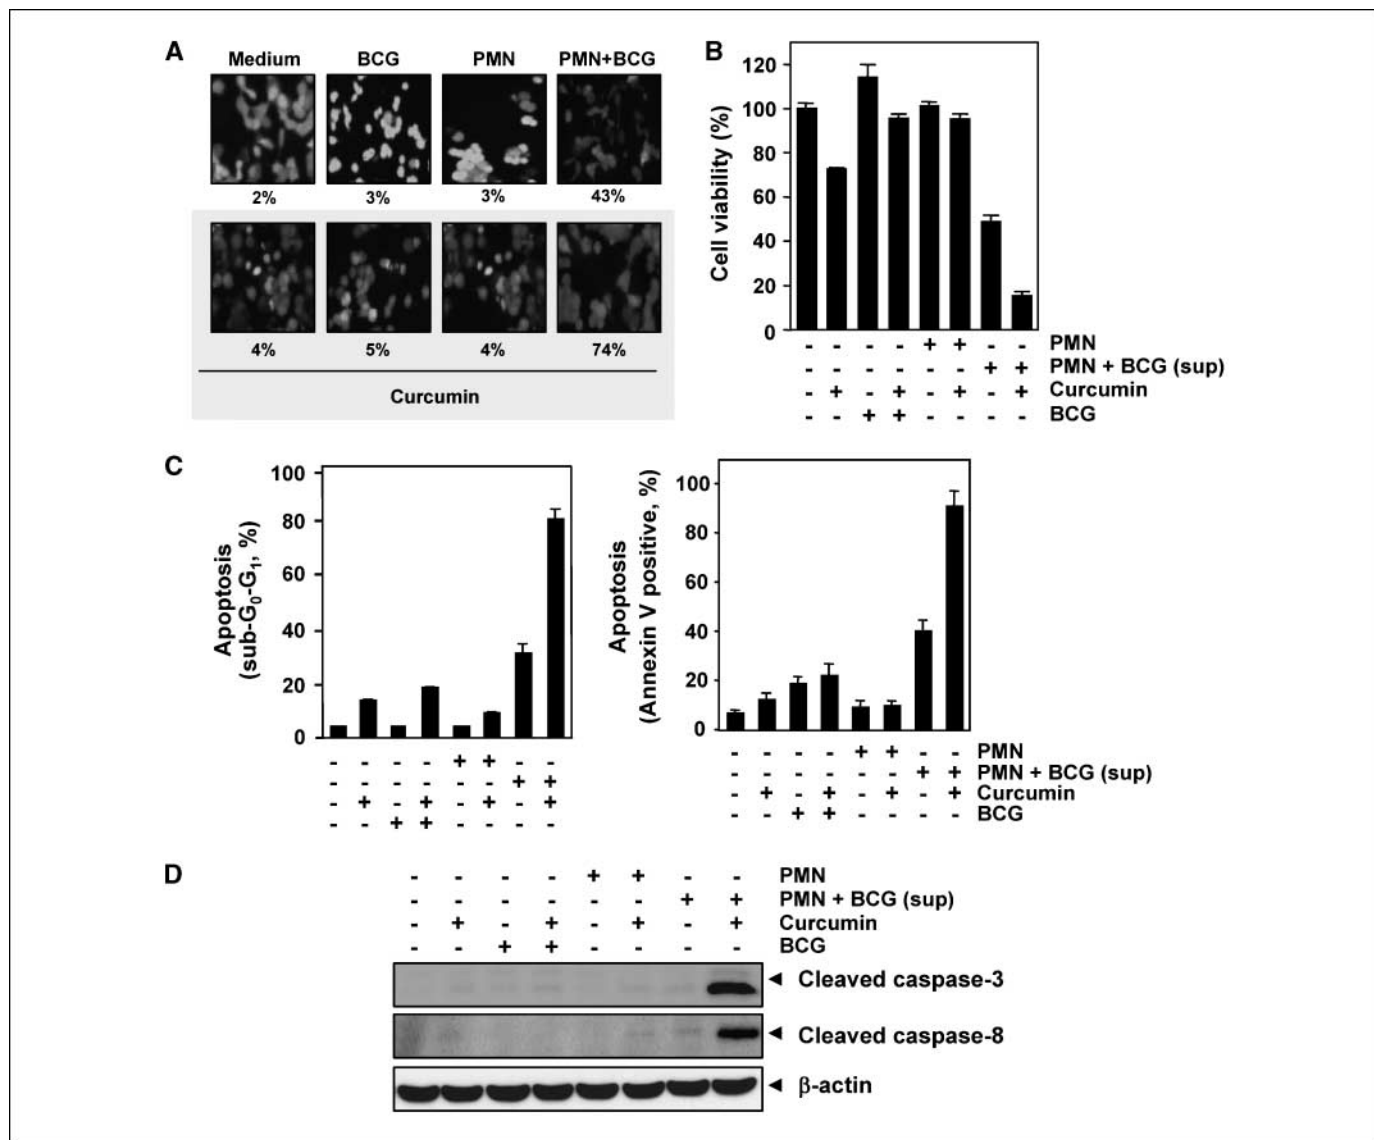 A
Medium BCG PMN PMN+BCG
2% 3% 3% 43%
4% 5% 4% 74%
Curcumin
B
Cell viability (%)
120
100
80
60
40
20
0
- - - - + + - - PMN
- - - - - - + + PMN + BCG (sup)
- + - + - + - + Curcumin
- - + + - - - - BCG
C
Apoptosis
(sub-G0-G1, %)
100
80
60
40
20
0
- - - - + + - -
- - - - - - + +
- + - + - + - +
- - + + - - - -
Apoptosis
(Annexin V positive, %)
100
80
60
40
20
0
- - - - + + - - PMN
- - - - - - + + PMN + BCG (sup)
- + - + - + - + Curcumin
- - + + - - - - BCG
D
- - - - + + - - PMN
- - - - - - + + PMN + BCG (sup)
- + - + - + - + Curcumin
- - + + - - - - BCG
◄ Cleaved caspase-3
◄ Cleaved caspase-8
◄ β-actin